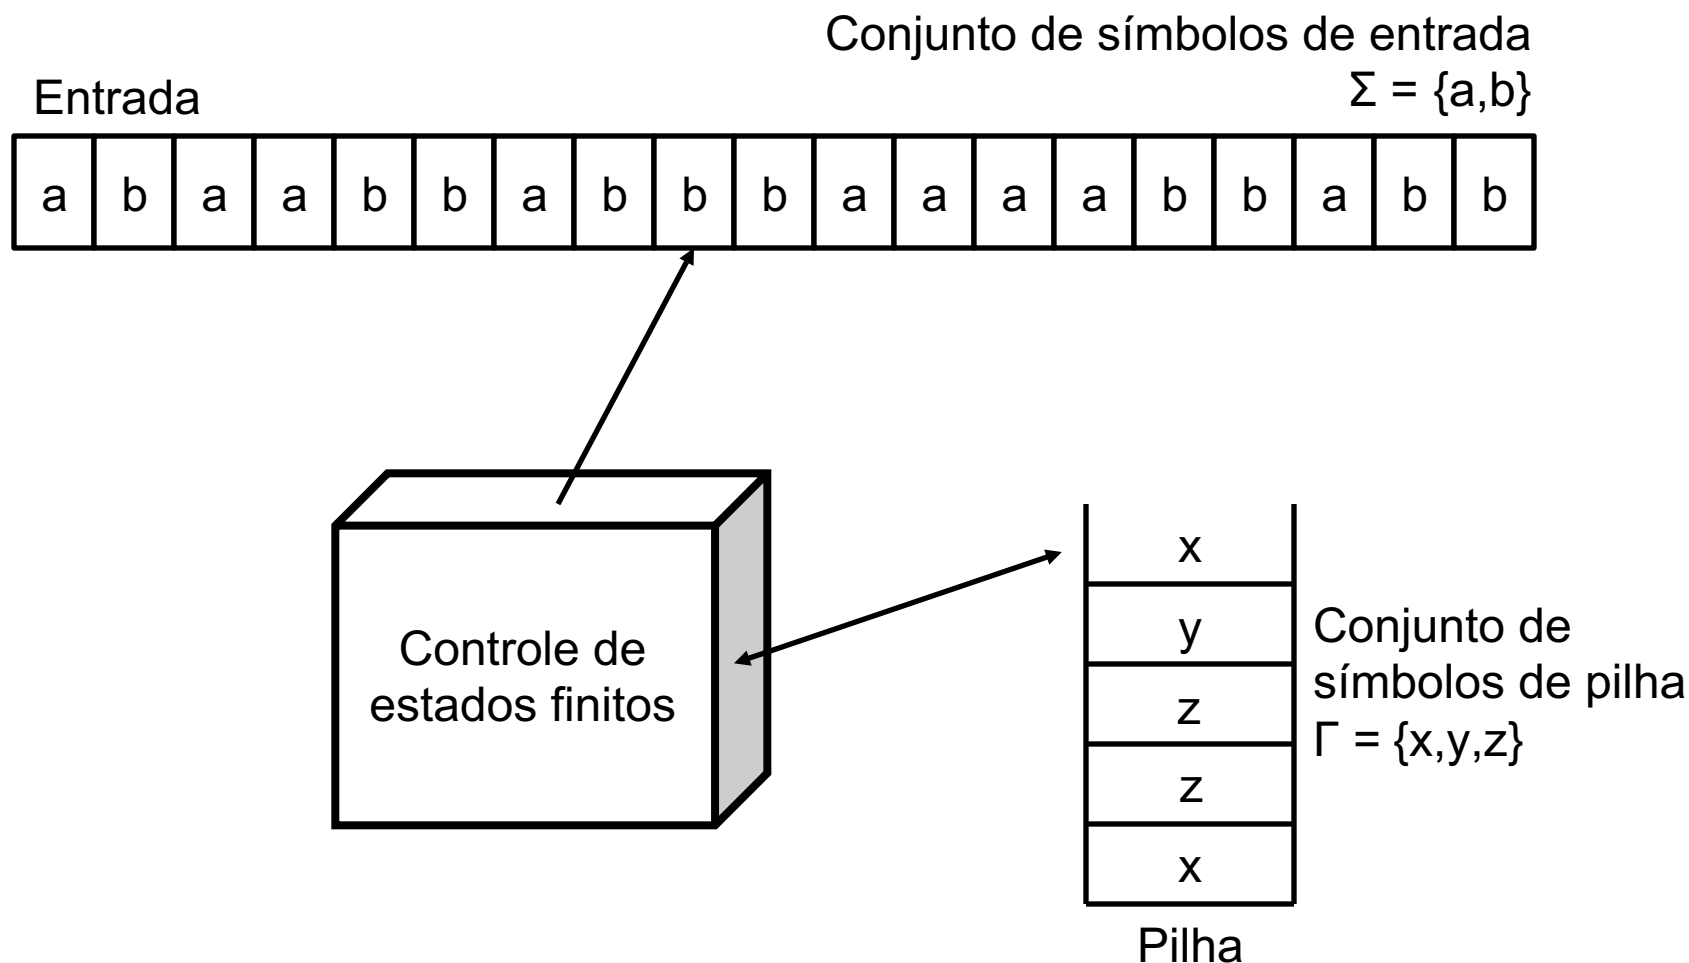 Conjunto de símbolos de entrada
Σ = {a,b}
Entrada
a b a a b b a b b b a a a a b b a b b
Controle de
estados finitos
x
y
z
z
x
Conjunto de
símbolos de pilha
Γ = {x,y,z}
Pilha